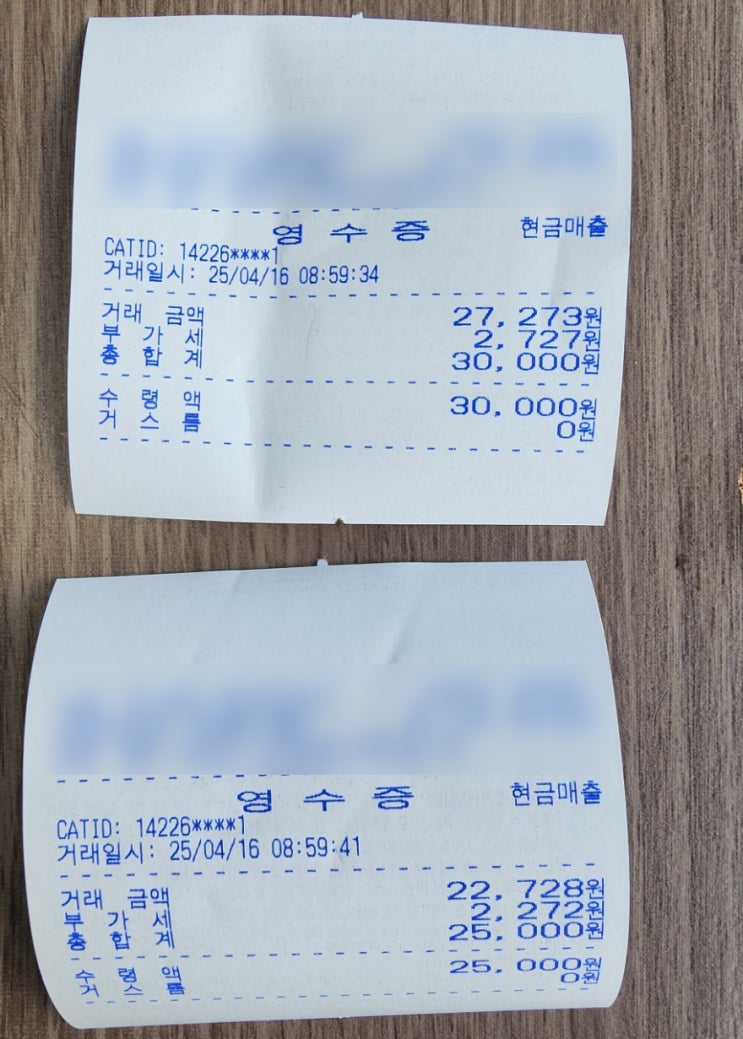 영 수 증 현금매출
CATID: 14226****1
거래일시: 25/04/16 08:59:34
거래 금액 27,273원
부 가 세 2,727원
총 합 계 30,000원
수 령 액 30,000원
거 스 름 0원
영 수 증 현금매출
CATID: 14226****1
거래일시: 25/04/16 08:59:41
거래 금액 22,728원
부 가 세 2,272원
총 합 계 25,000원
수 령 액 25,000원
거 스 름 0원